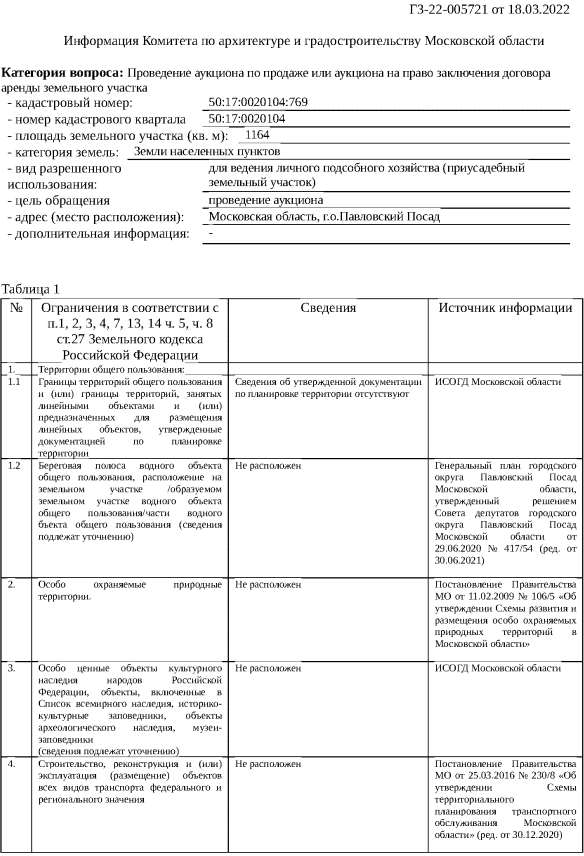 ГЗ-22-005721 от 18.03.2022
Информация Комитета по архитектуре и градостроительству Московской области
Категория вопроса: Проведение аукциона по продаже или аукциона на право заключения договора
аренды земельного участка
- кадастровый номер: 50:17:0020104:769
- номер кадастрового квартала 50:17:0020104
- площадь земельного участка (кв. м): 1164
- категория земель: Земли населенных пунктов
- вид разрешенного использования: для ведения личного подсобного хозяйства (приусадебный
земельный участок)
- цель обращения проведение аукциона
- адрес (место расположения): Московская область, г.о.Павловский Посад
- дополнительная информация: -
Таблица 1
№
Ограничения в соответствии с
п.1, 2, 3, 4, 7, 13, 14 ч. 5, ч. 8
ст.27 Земельного кодекса
Российской Федерации
Сведения
Источник информации
1. Территории общего пользования:
1.1
Границы территорий общего пользования
и (или) границы территорий, занятых
линейными объектами и (или)
предназначенных для размещения
линейных объектов, утвержденные
документацией по планировке
территории
Сведения об утвержденной документации
по планировке территории отсутствуют
ИСОГД Московской области
1.2
Береговая полоса водного объекта
общего пользования, расположение на
земельном участке /образуемом
земельном участке водного объекта
общего пользования/части водного
бъекта общего пользования (сведения
подлежат уточнению)
Не расположен
Генеральный план городского
округа Павловский Посад
Московской области,
утвержденный решением
Совета депутатов городского
округа Павловский Посад
Московской области от
29.06.2020 № 417/54 (ред. от
30.06.2021)
2.
Особо охраняемые природные
территории.
Не расположен
Постановление Правительства
МО от 11.02.2009 № 106/5 «Об
утверждении Схемы развития и
размещения особо охраняемых
природных территорий в
Московской области»
3.
Особо ценные объекты культурного
наследия народов Российской
Федерации, объекты, включенные в
Список всемирного наследия, историко-
культурные заповедники, объекты
археологического наследия, музеи-
заповедники
(сведения подлежат уточнению)
Не расположен
ИСОГД Московской области
4.
Строительство, реконструкция и (или)
эксплуатация (размещение) объектов
всех видов транспорта федерального и
регионального значения
Не расположен
Постановление Правительства
МО от 25.03.2016 № 230/8 «Об
утверждении Схемы
территориального
планирования транспортного
обслуживания Московской
области» (ред. от 30.12.2020)